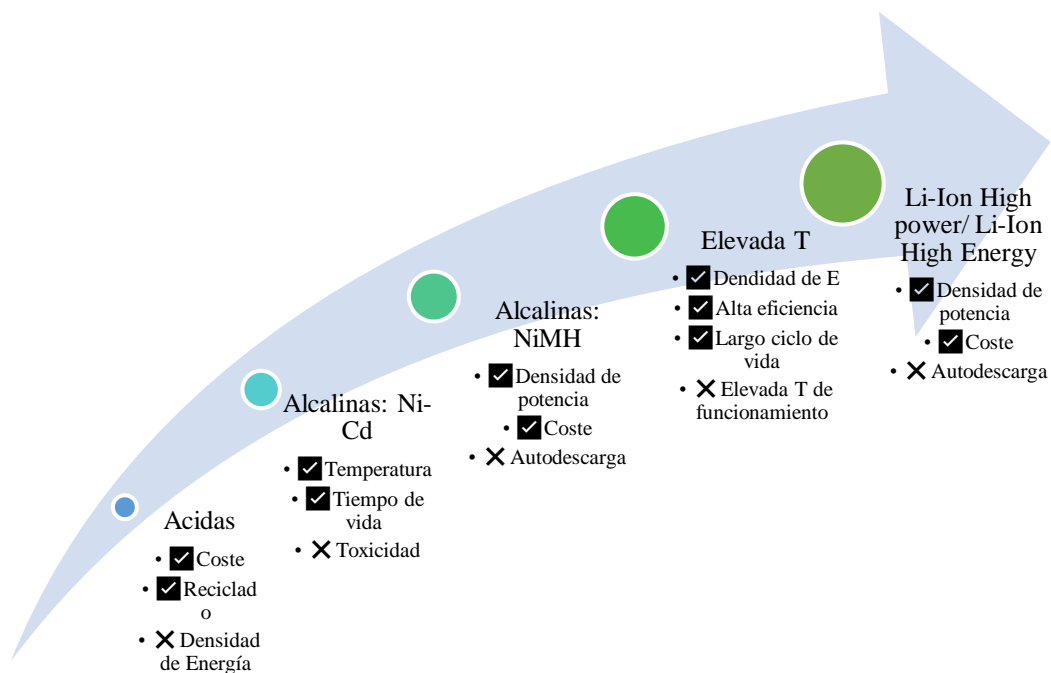 Acidas
• ✓ Coste
• ✓ Reciclad
o
• ✕ Densidad
de Energía
Alcalinas: Ni-
Cd
• ✓ Temperatura
• ✓ Tiempo de
vida
• ✕ Toxicidad
Alcalinas:
NiMH
• ✓ Densidad de
potencia
• ✓ Coste
• ✕ Autodescarga
Elevada T
• ✓ Dendidad de E
• ✓ Alta eficiencia
• ✓ Largo ciclo de
vida
• ✕ Elevada T de
funcionamiento
Li-Ion High
power/ Li-Ion
High Energy
• ✓ Densidad de
potencia
• ✓ Coste
• ✕ Autodescarga